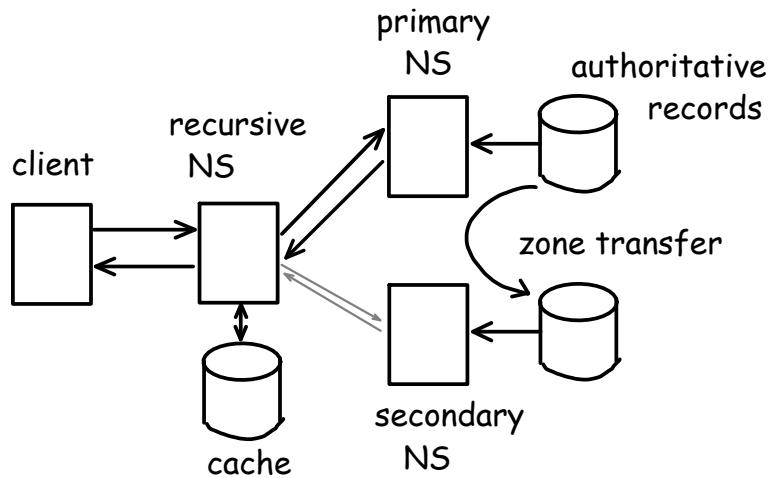 primary
NS
authoritative
records
recursive
NS
client
zone transfer
secondary
NS
cache